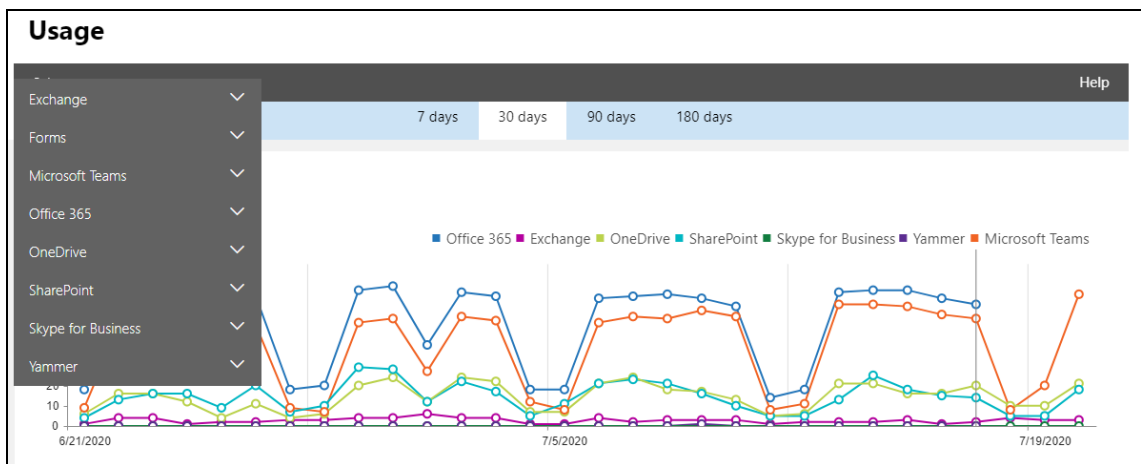 Usage
Help
Exchange
7 days 30 days 90 days 180 days
Forms
Microsoft Teams
Office 365
Office 365 Exchange OneDrive SharePoint Skype for Business Yammer Microsoft Teams
OneDrive
SharePoint
Skype for Business
Yammer
20
10
0
6/21/2020 7/5/2020 7/19/2020